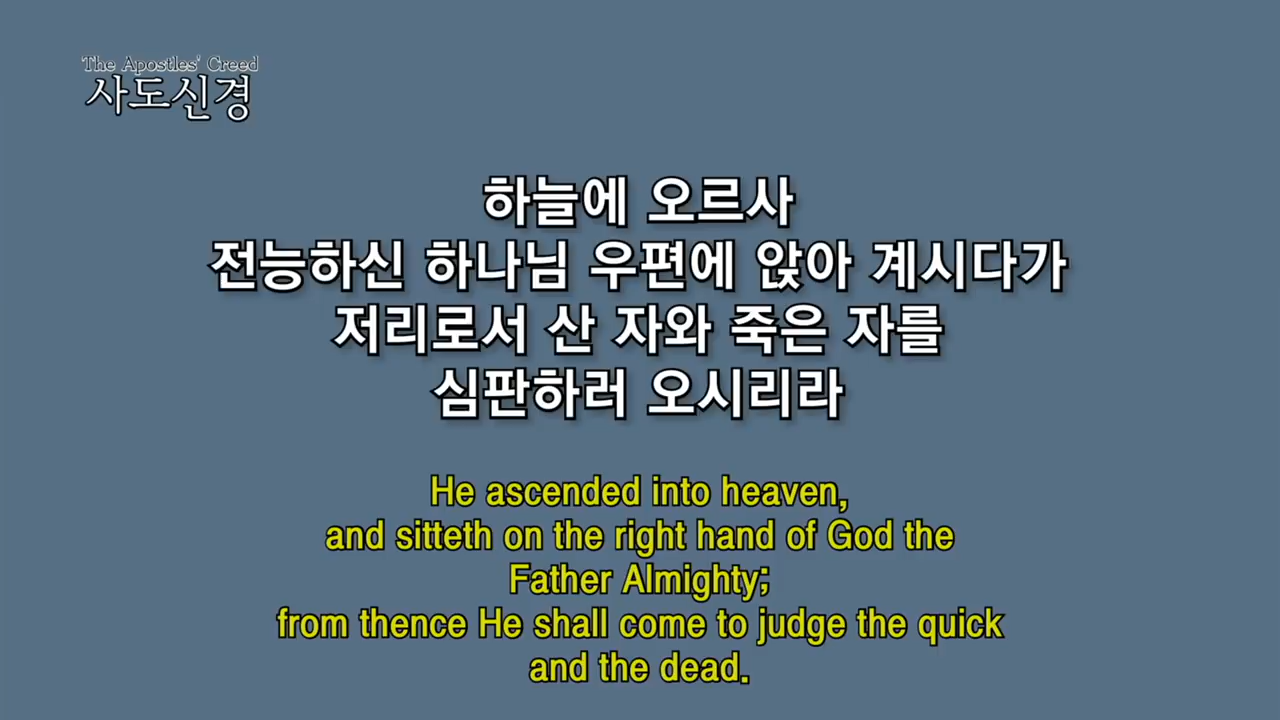 The Apostles' Creed
사도신경
하늘에 오르사
전능하신 하나님 우편에 앉아 계시다가
저리로서 산 자와 죽은 자를
심판하러 오시리라
He ascended into heaven,
and sitteth on the right hand of God the
Father Almighty;
from thence He shall come to judge the quick
and the dead.